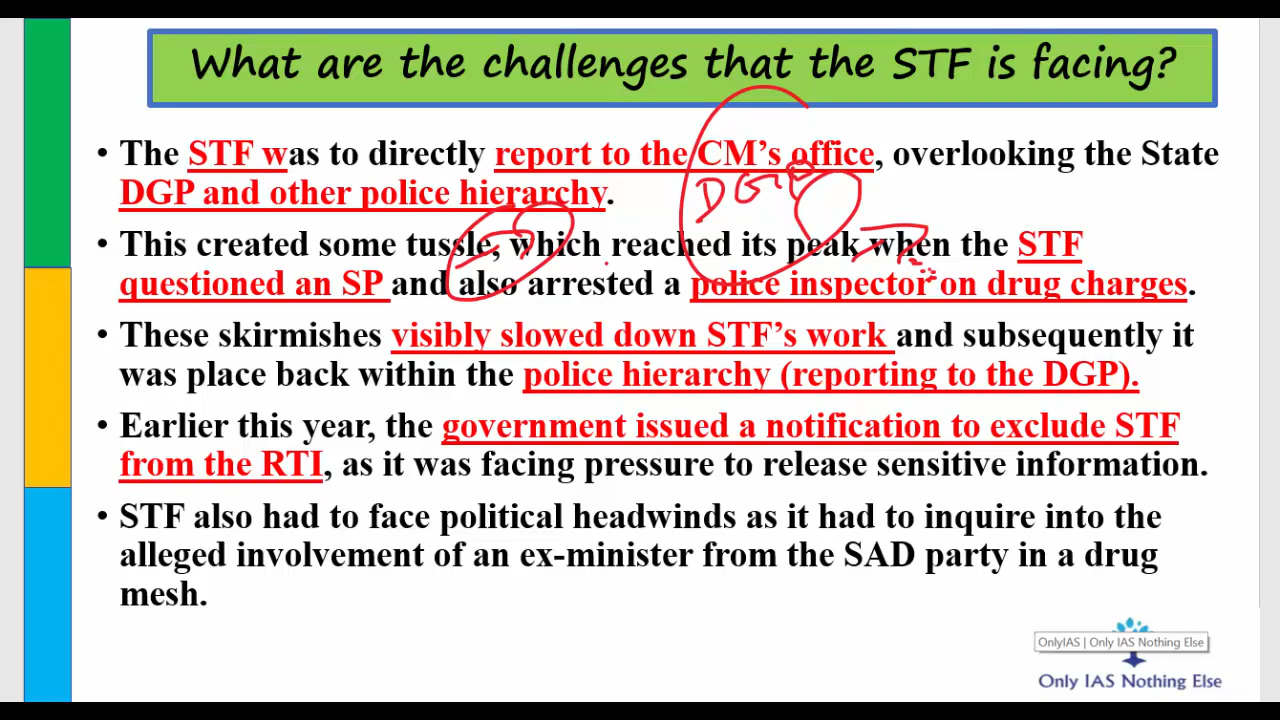 What are the challenges that the STF is facing?
• The STF was to directly report to the CM's office, overlooking the State
DGP and other police hierarchy.
DGP
• This created some tussle, which reached its peak when the STF
questioned an SP and also arrested a police inspector on drug charges.
• These skirmishes visibly slowed down STF's work and subsequently it
was place back within the police hierarchy (reporting to the DGP).
• Earlier this year, the government issued a notification to exclude STF
from the RTI, as it was facing pressure to release sensitive information.
• STF also had to face political headwinds as it had to inquire into the
alleged involvement of an ex-minister from the SAD party in a drug
mesh.
OnlyIAS | Only IAS Nothing Else
Only IAS Nothing Else